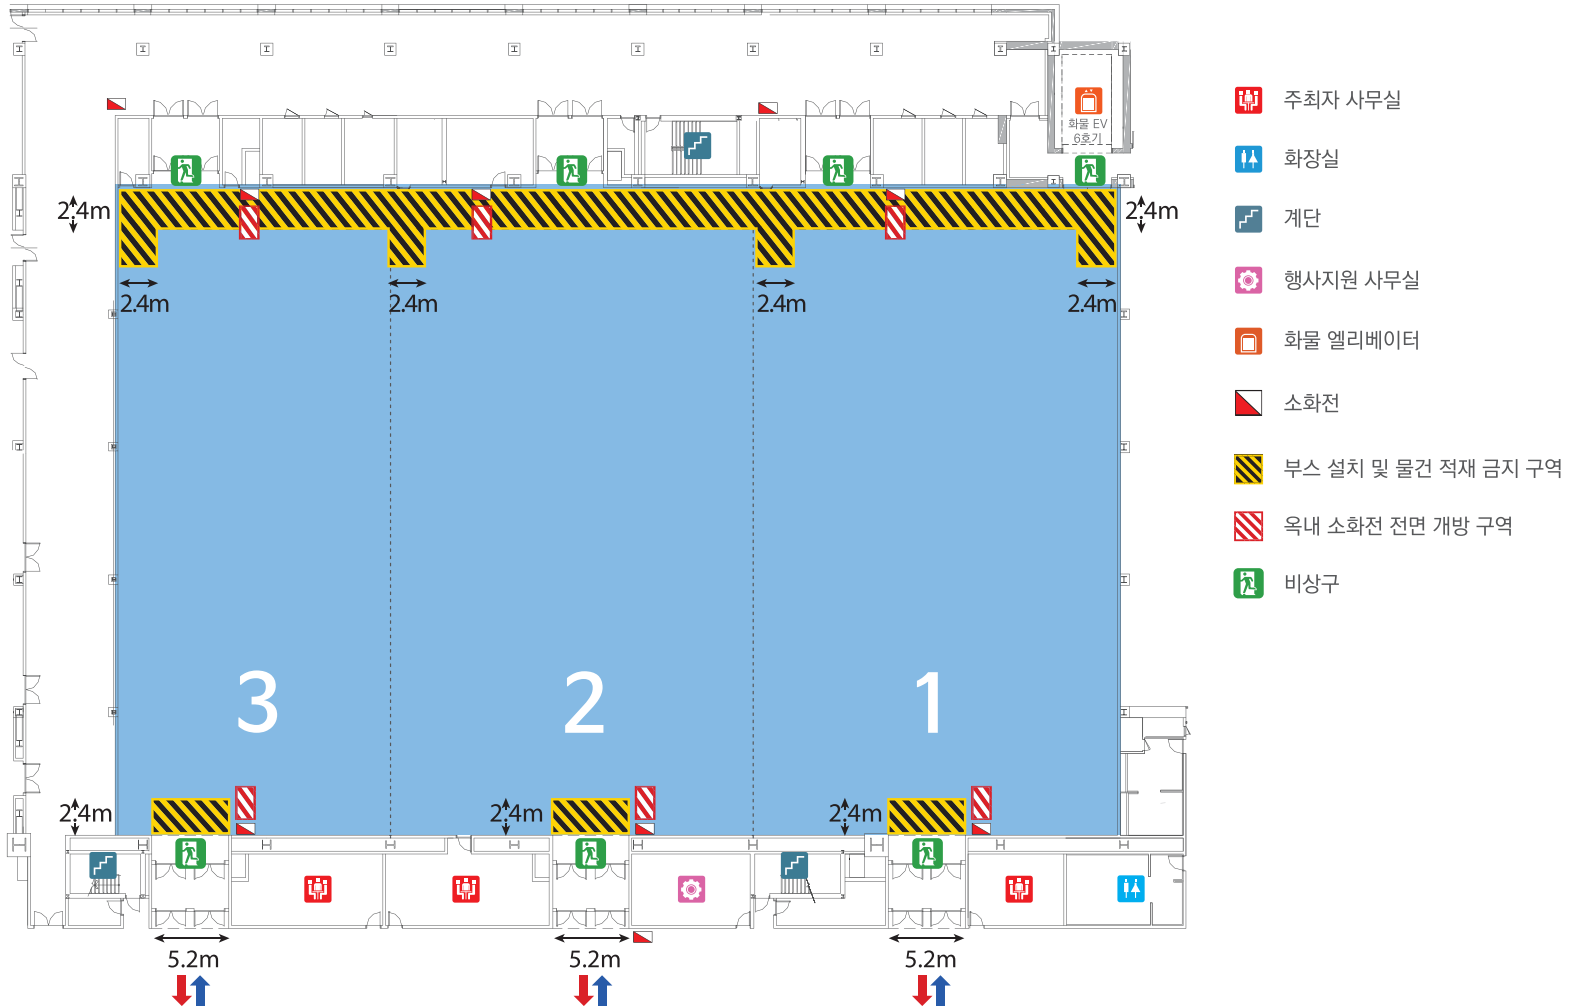 화물 EV
6호기
2.4m
2.4m
2.4m
2.4m
2.4m
2.4m
3
2
1
2.4m
2.4m
2.4m
5.2m
5.2m
5.2m
주최자 사무실
화장실
계단
행사지원 사무실
화물 엘리베이터
소화전
부스 설치 및 물건 적재 금지 구역
옥내 소화전 전면 개방 구역
비상구